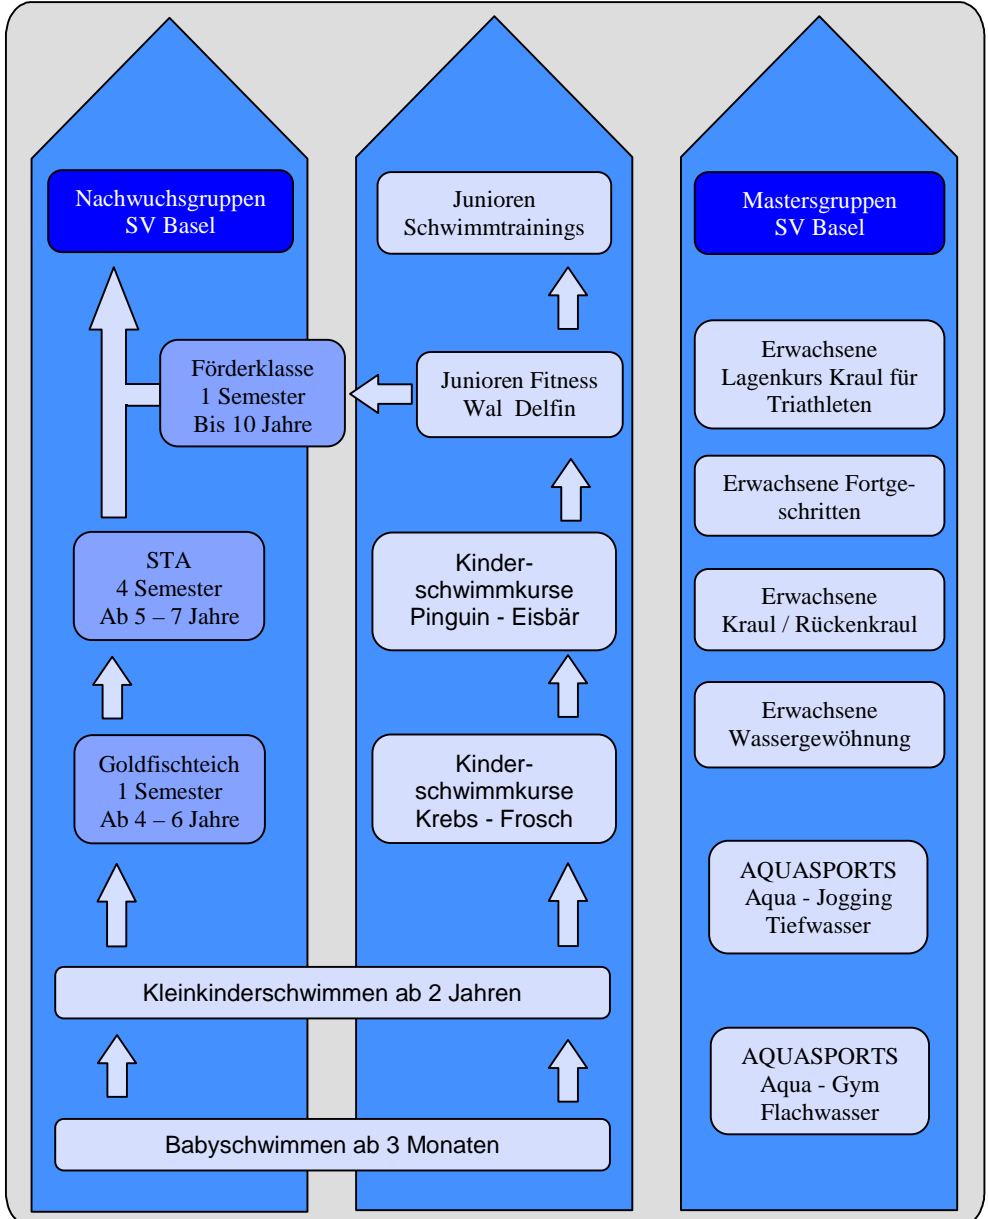 Nachwuchsgruppen
SV Basel
Junioren
Schwimmtrainings
Mastersgruppen
SV Basel
Förderklasse
1 Semester
Bis 10 Jahre
Junioren Fitness
Wal  Delfin
Erwachsene
Lagenkurs Kraul für
Triathleten
Erwachsene Fortge-
schritten
STA
4 Semester
Ab 5 – 7 Jahre
Kinder-
schwimmkurse
Pinguin - Eisbär
Erwachsene
Kraul / Rückenkraul
Erwachsene
Wassergewöhnung
Goldfischteich
1 Semester
Ab 4 – 6 Jahre
Kinder-
schwimmkurse
Krebs - Frosch
AQUASPORTS
Aqua - Jogging
Tiefwasser
Kleinkinderschwimmen ab 2 Jahren
AQUASPORTS
Aqua - Gym
Flachwasser
Babyschwimmen ab 3 Monaten